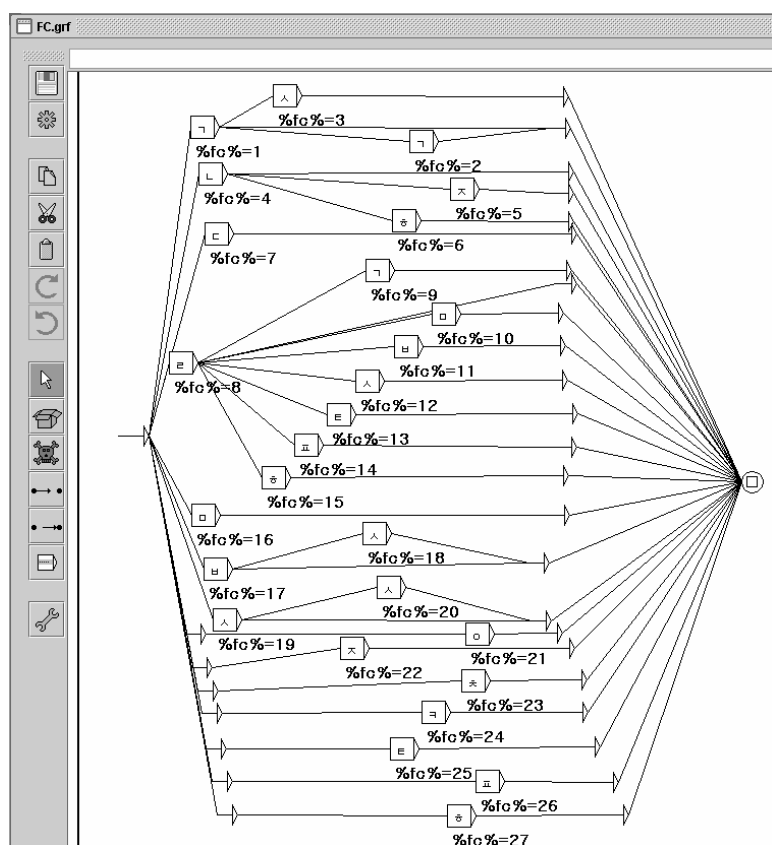 FC.grf
ㅅ
%fc%=3
ㄱ
%fc%=1
ㄱ
%fc%=2
ㄴ
%fc%=4
ㅈ
%fc%=5
ㅎ
%fc%=6
ㄷ
%fc%=7
ㄱ
%fc%=9
ㅁ
%fc%=10
ㅂ
%fc%=11
ㄹ
%fc%=8
ㅅ
%fc%=12
ㅌ
%fc%=13
ㅍ
%fc%=14
ㅎ
%fc%=15
ㅁ
%fc%=16
ㅅ
%fc%=18
ㅂ
%fc%=17
ㅅ
%fc%=20
ㅅ
%fc%=19
ㅇ
%fc%=21
ㅈ
%fc%=22
ㅊ
%fc%=23
ㅋ
%fc%=24
ㅌ
%fc%=25
ㅍ
%fc%=26
ㅎ
%fc%=27